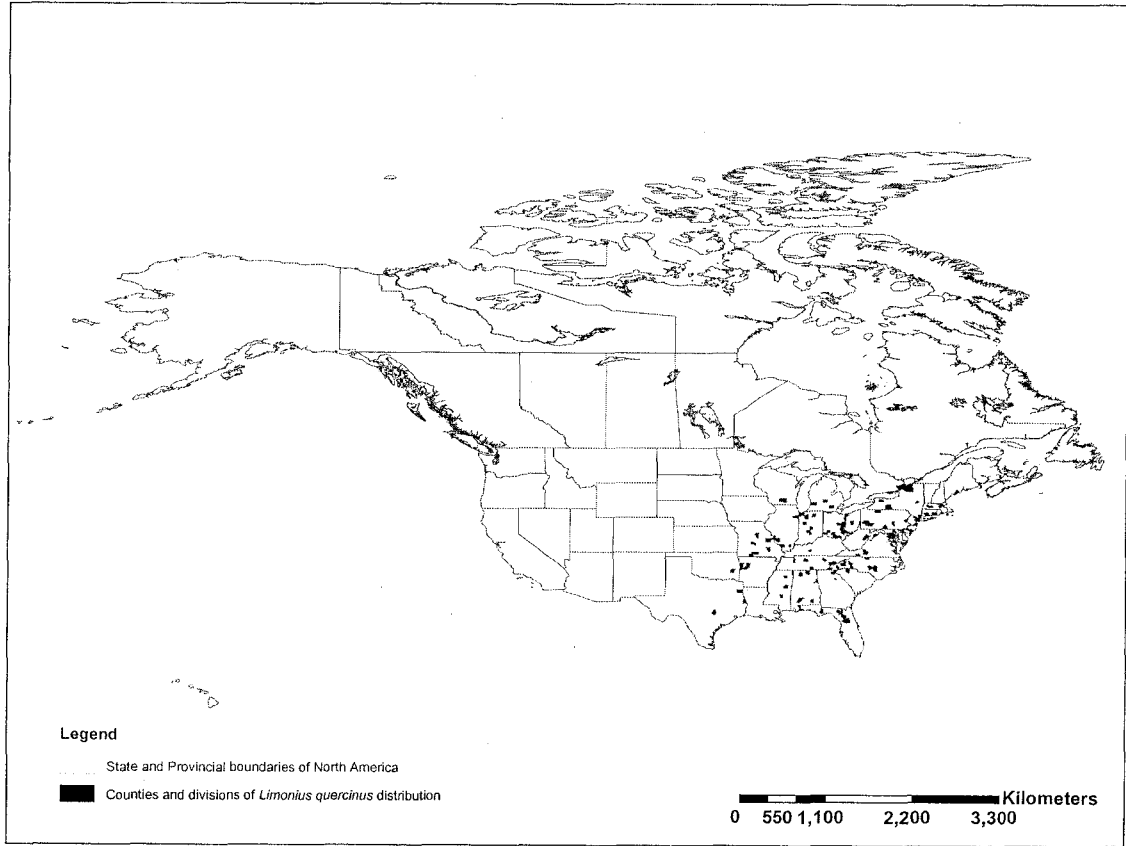 Legend
State and Provincial boundaries of North America
Counties and divisions of Limonius quercinus distribution
Kilometers
0 550 1,100 2,200 3,300